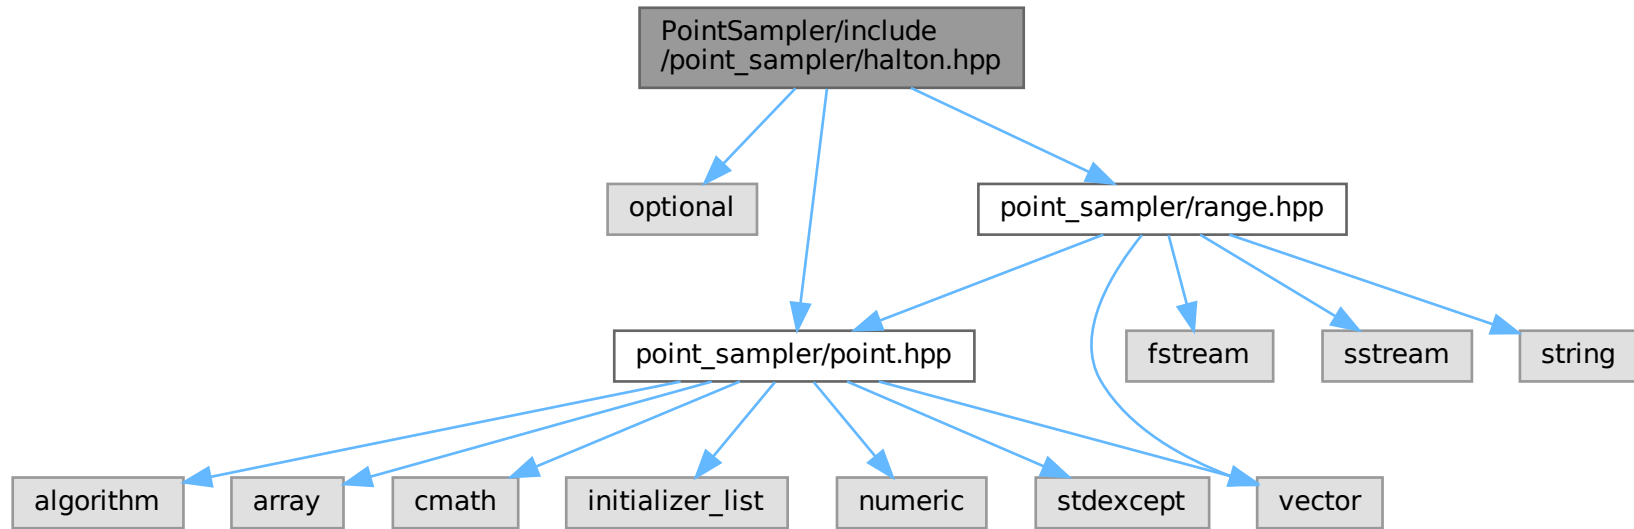 PointSampler/include
/point_sampler/halton.hpp
optional
point_sampler/range.hpp
point_sampler/point.hpp
fstream
sstream
string
algorithm
array
cmath
initializer_list
numeric
stdexcept
vector